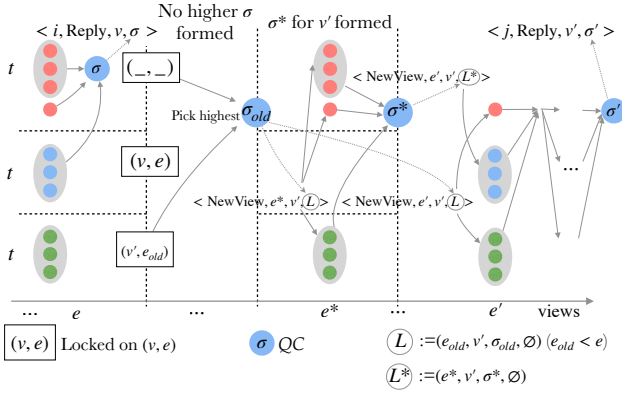 No higher σ
formed
σ* for v′ formed
< i, Reply, v, σ >
< j, Reply, v′, σ′ >
t
σ
(_, _)
< NewView, e′, v′, L* >
Pick highest
σold
σ*
σ′
t
(v, e)
...
< NewView, e*, v′, L >
< NewView, e′, v′, L >
t
(v′, eold)
... e ... e* ... e′ views
(v, e) Locked on (v, e)
σ QC
L :=(eold, v′, σold, ∅) (eold < e)
L* :=(e*, v′, σ*, ∅)